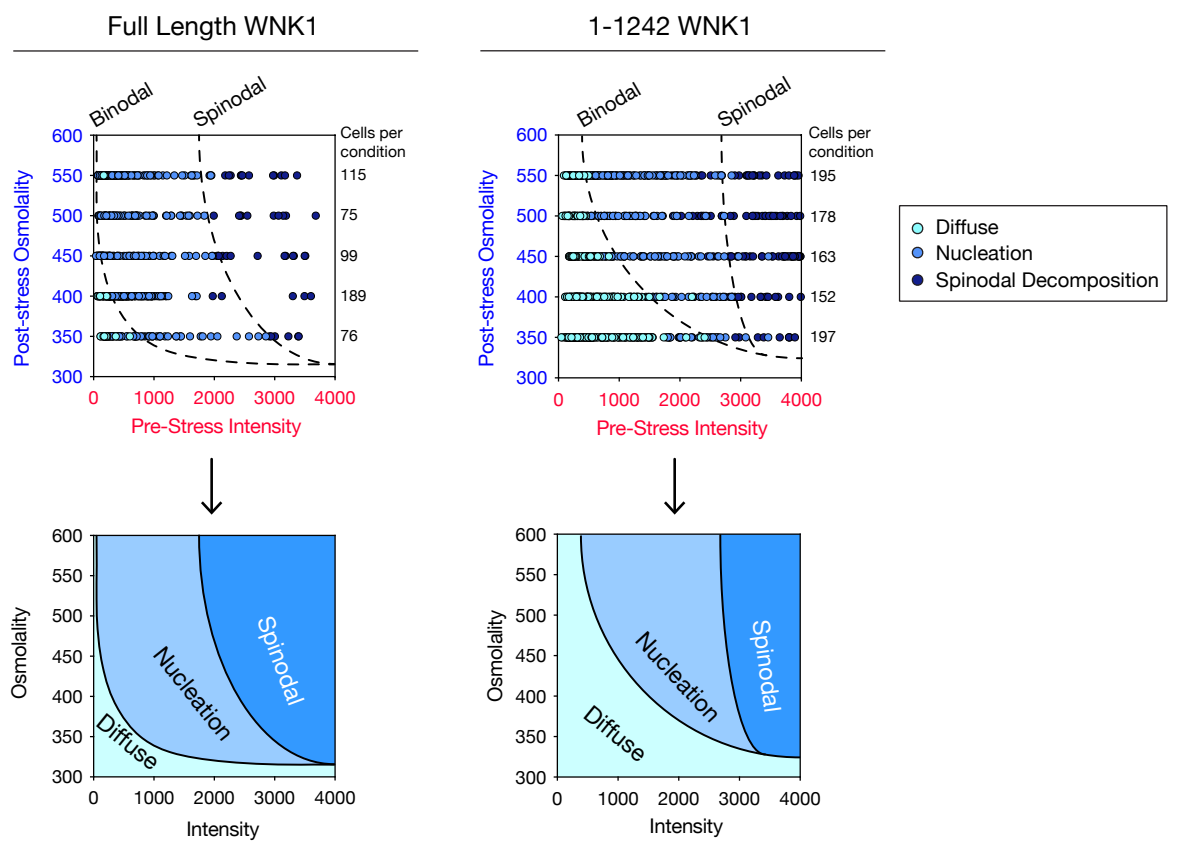 Full Length WNK1
1-1242 WNK1
Binodal
Spinodal
Cells per
condition
600
550
500
450
400
350
300
115
75
99
189
76
0
1000
2000
3000
4000
Post-stress Osmolality
Pre-Stress Intensity
Binodal
Spinodal
Cells per
condition
600
550
500
450
400
350
300
195
178
163
152
197
0
1000
2000
3000
4000
Post-stress Osmolality
Pre-Stress Intensity
Diffuse
Nucleation
Spinodal Decomposition
600
550
500
450
400
350
300
Osmolality
Diffuse
Nucleation
Spinodal
0
1000
2000
3000
4000
Intensity
600
550
500
450
400
350
300
Osmolality
Diffuse
Nucleation
Spinodal
0
1000
2000
3000
4000
Intensity